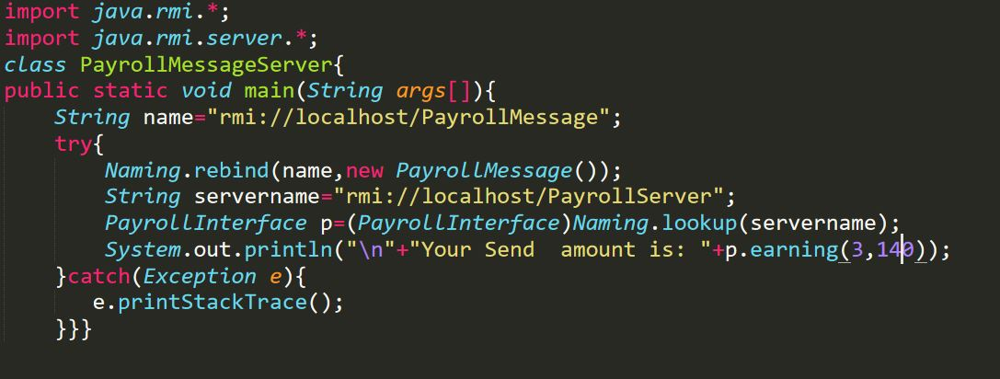 import java.rmi.*;
import java.rmi.server.*;
class PayrollMessageServer{
public static void main(String args[]){
    String name="rmi://localhost/PayrollMessage";
    try{
        Naming.rebind(name,new PayrollMessage());
        String servername="rmi://localhost/PayrollServer";
        PayrollInterface p=(PayrollInterface)Naming.lookup(servername);
        System.out.println("\n"+"Your Send  amount is: "+p.earning(3,140));
    }catch(Exception e){
       e.printStackTrace();
    }}}